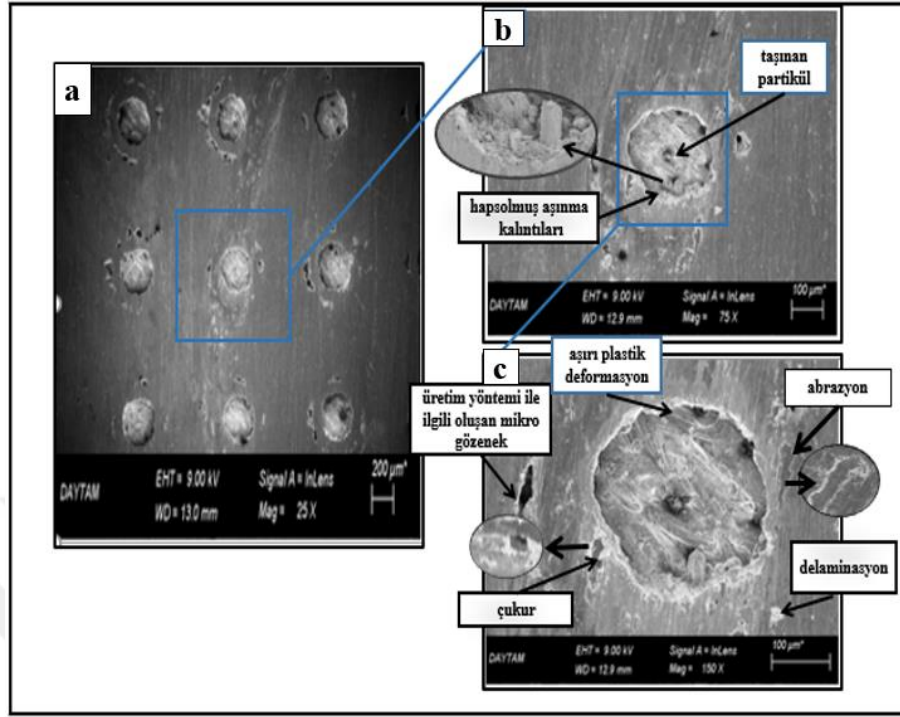 a
DAYTAM
EHT = 9.00 kV
Signal A = InLens
200 µm*
WD = 13.0 mm
Mag = 25 X
b
taşınan
partikül
hapsolmuş aşınma
kalıntıları
DAYTAM
EHT = 9.00 kV
Signal A = InLens
100 µm*
WD = 12.9 mm
Mag = 75 X
c
aşırı plastik
deformasyon
üretim yöntemi ile
ilgili oluşan mikro
gözenek
abrazyon
delaminasyon
çukur
DAYTAM
EHT = 9.00 kV
Signal A = InLens
100 µm*
WD = 12.9 mm
Mag = 150 X